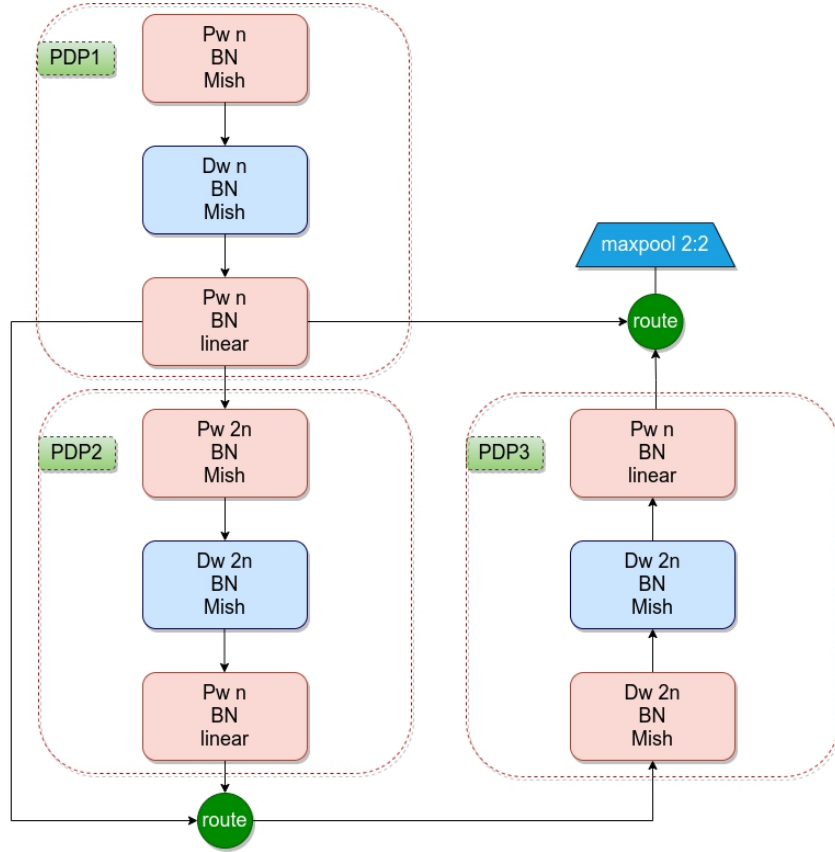 PDP1
Pw n
BN
Mish
Dw n
BN
Mish
Pw n
BN
linear
PDP2
Pw 2n
BN
Mish
Dw 2n
BN
Mish
Pw n
BN
linear
route
PDP3
Dw 2n
BN
Mish
Dw 2n
BN
Mish
Pw n
BN
linear
route
maxpool 2:2